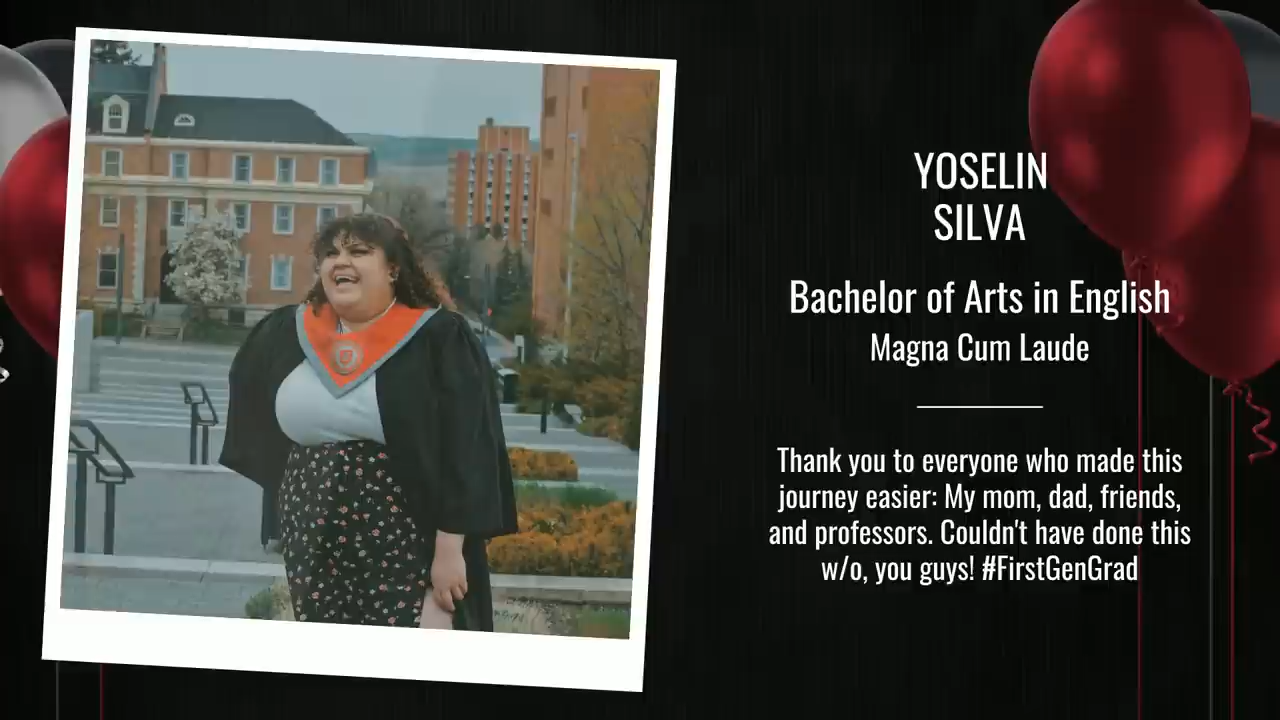 YOSELIN
SILVA
Bachelor of Arts in English
Magna Cum Laude
Thank you to everyone who made this
journey easier: My mom, dad, friends,
and professors. Couldn't have done this
w/o, you guys! #FirstGenGrad